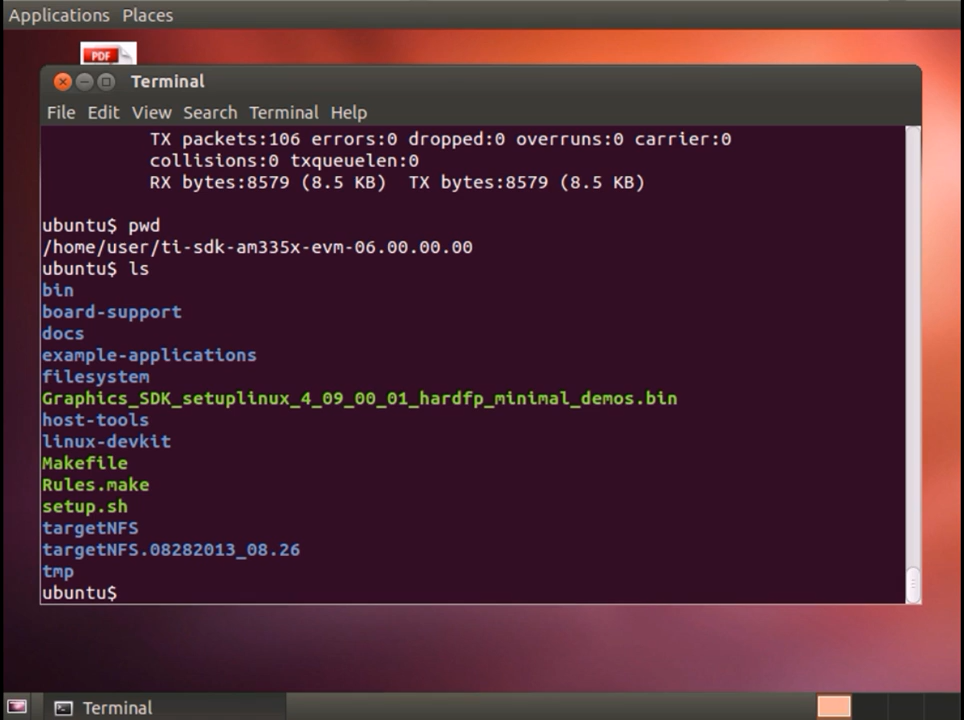 Applications Places
PDF
Terminal
File Edit View Search Terminal Help
TX packets:106 errors:0 dropped:0 overruns:0 carrier:0
collisions:0 txqueuelen:0
RX bytes:8579 (8.5 KB)  TX bytes:8579 (8.5 KB)
ubuntu$ pwd
/home/user/ti-sdk-am335x-evm-06.00.00.00
ubuntu$ ls
bin
board-support
docs
example-applications
filesystem
Graphics_SDK_setuplinux_4_09_00_01_hardfp_minimal_demos.bin
host-tools
linux-devkit
Makefile
Rules.make
setup.sh
targetNFS
targetNFS.08282013_08.26
tmp
ubuntu$
Terminal